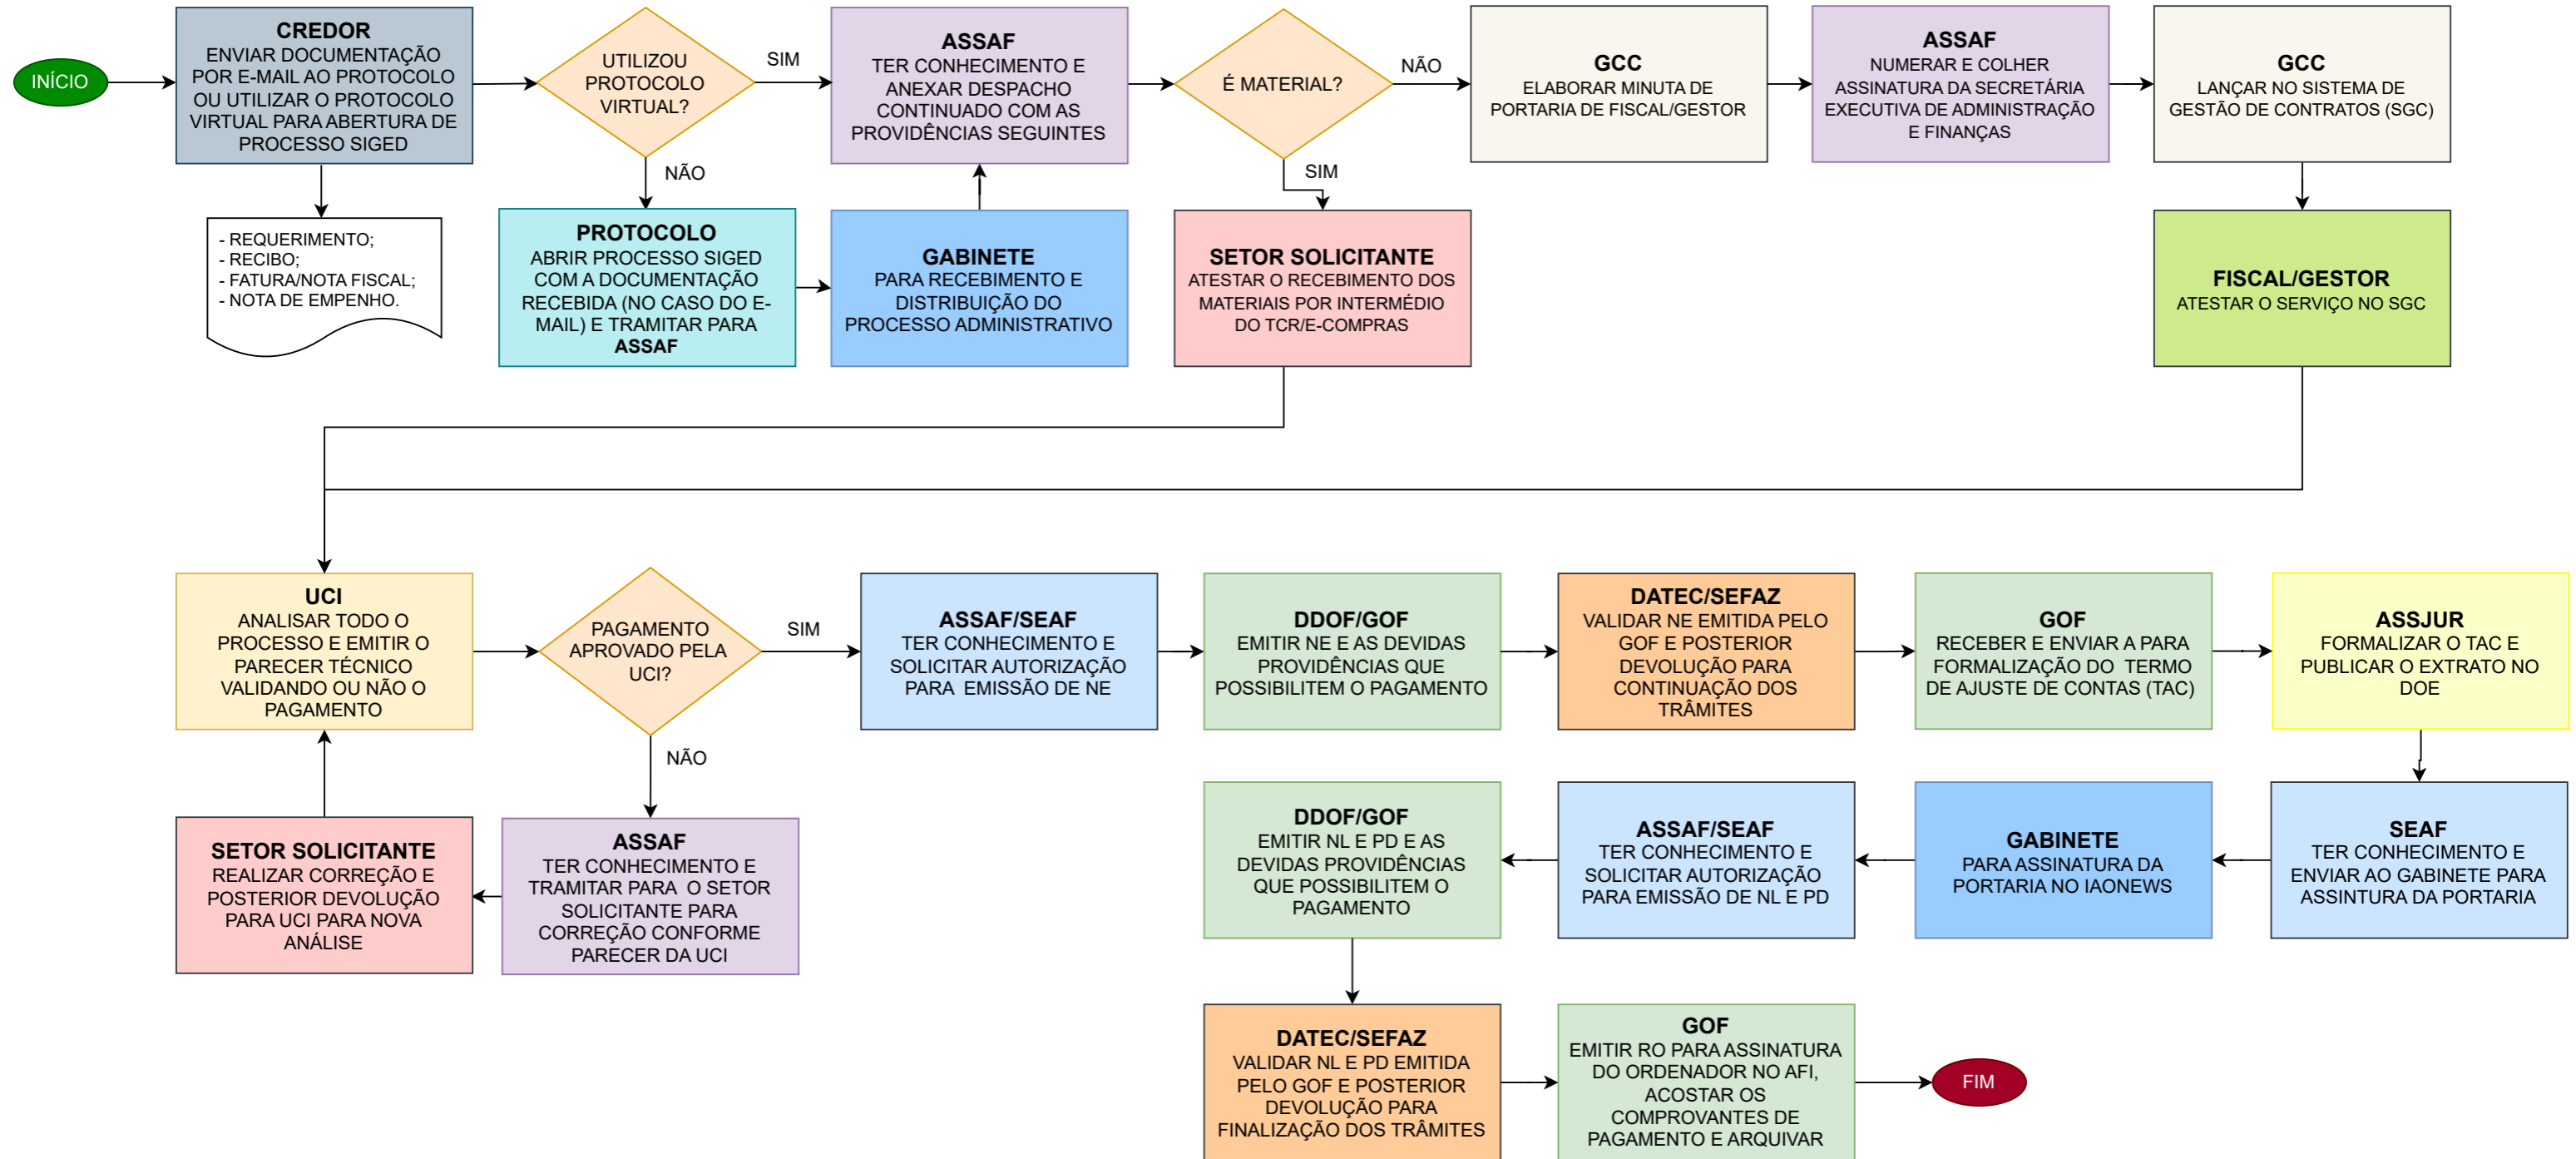 INÍCIO
CREDOR
ENVIAR DOCUMENTAÇÃO
POR E-MAIL AO PROTOCOLO
OU UTILIZAR O PROTOCOLO
VIRTUAL PARA ABERTURA DE
PROCESSO SIGED
- REQUERIMENTO;
- RECIBO;
- FATURA/NOTA FISCAL;
- NOTA DE EMPENHO.
UTILIZOU
PROTOCOLO
VIRTUAL?
SIM
NÃO
PROTOCOLO
ABRIR PROCESSO SIGED
COM A DOCUMENTAÇÃO
RECEBIDA (NO CASO DO E-
MAIL) E TRAMITAR PARA
ASSAF
GABINETE
PARA RECEBIMENTO E
DISTRIBUIÇÃO DO
PROCESSO ADMINISTRATIVO
ASSAF
TER CONHECIMENTO E
ANEXAR DESPACHO
CONTINUADO COM AS
PROVIDÊNCIAS SEGUINTES
É MATERIAL?
NÃO
SIM
SETOR SOLICITANTE
ATESTAR O RECEBIMENTO DOS
MATERIAIS POR INTERMÉDIO
DO TCR/E-COMPRAS
GCC
ELABORAR MINUTA DE
PORTARIA DE FISCAL/GESTOR
ASSAF
NUMERAR E COLHER
ASSINATURA DA SECRETÁRIA
EXECUTIVA DE ADMINISTRAÇÃO
E FINANÇAS
GCC
LANÇAR NO SISTEMA DE
GESTÃO DE CONTRATOS (SGC)
FISCAL/GESTOR
ATESTAR O SERVIÇO NO SGC
UCI
ANALISAR TODO O
PROCESSO E EMITIR O
PARECER TÉCNICO
VALIDANDO OU NÃO O
PAGAMENTO
PAGAMENTO
APROVADO PELA
UCI?
SIM
NÃO
ASSAF
TER CONHECIMENTO E
TRAMITAR PARA O SETOR
SOLICITANTE PARA
CORREÇÃO CONFORME
PARECER DA UCI
SETOR SOLICITANTE
REALIZAR CORREÇÃO E
POSTERIOR DEVOLUÇÃO
PARA UCI PARA NOVA
ANÁLISE
ASSAF/SEAF
TER CONHECIMENTO E
SOLICITAR AUTORIZAÇÃO
PARA EMISSÃO DE NE
DDOF/GOF
EMITIR NE E AS DEVIDAS
PROVIDÊNCIAS QUE
POSSIBILITEM O PAGAMENTO
DATEC/SEFAZ
VALIDAR NE EMITIDA PELO
GOF E POSTERIOR
DEVOLUÇÃO PARA
CONTINUAÇÃO DOS
TRÂMITES
GOF
RECEBER E ENVIAR A PARA
FORMALIZAÇÃO DO TERMO
DE AJUSTE DE CONTAS (TAC)
ASSJUR
FORMALIZAR O TAC E
PUBLICAR O EXTRATO NO
DOE
SEAF
TER CONHECIMENTO E
ENVIAR AO GABINETE PARA
ASSINTURA DA PORTARIA
GABINETE
PARA ASSINATURA DA
PORTARIA NO IAONEWS
ASSAF/SEAF
TER CONHECIMENTO E
SOLICITAR AUTORIZAÇÃO
PARA EMISSÃO DE NL E PD
DDOF/GOF
EMITIR NL E PD E AS
DEVIDAS PROVIDÊNCIAS
QUE POSSIBILITEM O
PAGAMENTO
DATEC/SEFAZ
VALIDAR NL E PD EMITIDA
PELO GOF E POSTERIOR
DEVOLUÇÃO PARA
FINALIZAÇÃO DOS TRÂMITES
GOF
EMITIR RO PARA ASSINATURA
DO ORDENADOR NO AFI,
ACOSTAR OS
COMPROVANTES DE
PAGAMENTO E ARQUIVAR
FIM